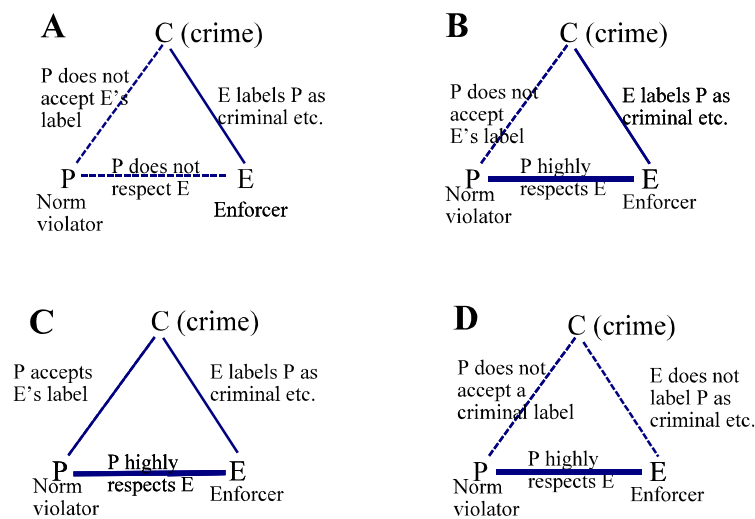 A
C (crime)
P does not
accept E's
label
E labels P as
criminal etc.
P
P does not
respect E
E
Norm
violator
Enforcer
B
C (crime)
P does not
accept
E's label
E labels P as
criminal etc.
P
P highly
respects E
E
Norm
violator
Enforcer
C
C (crime)
P accepts
E's label
E labels P as
criminal etc.
P
P highly
respects E
E
Norm
violator
Enforcer
D
C (crime)
P does not
accept a
criminal label
E does not
label P as
criminal etc.
P
P highly
respects E
E
Norm
violator
Enforcer